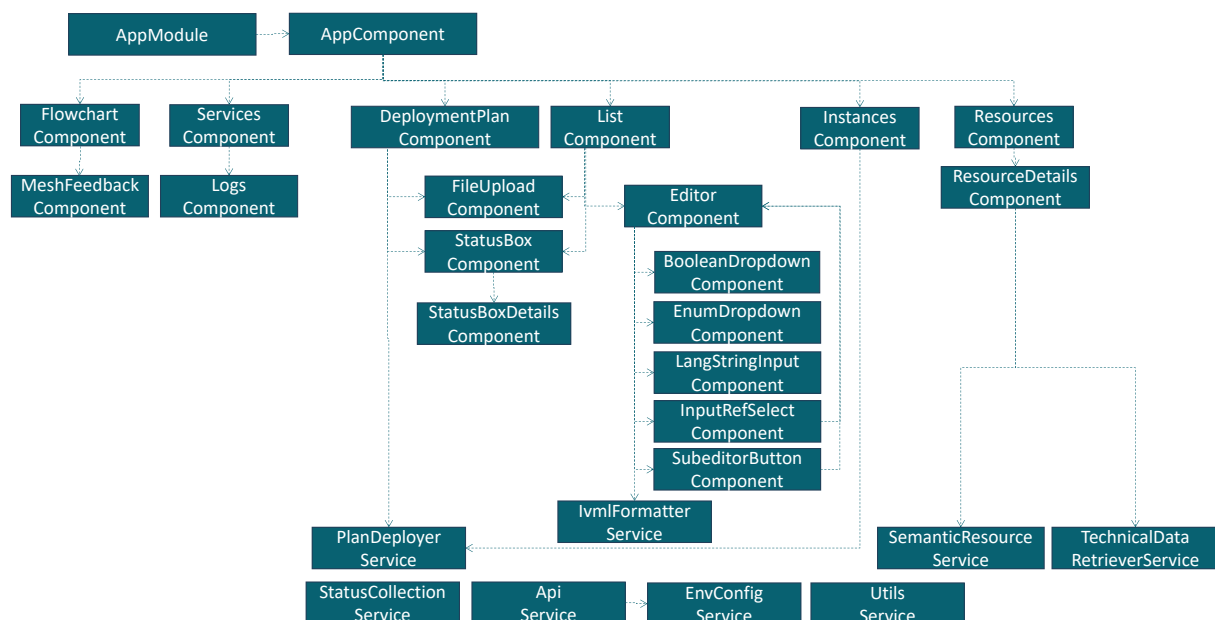 AppModule
AppComponent
Flowchart
Component
Services
Component
DeploymentPlan
Component
List
Component
Instances
Component
Resources
Component
MeshFeedback
Component
Logs
Component
FileUpload
Component
Editor
Component
ResourceDetails
Component
StatusBox
Component
BooleanDropdown
Component
StatusBoxDetails
Component
EnumDropdown
Component
LangStringInput
Component
InputRefSelect
Component
SubeditorButton
Component
IvmlFormatter
Service
PlanDeployer
Service
SemanticResource
Service
TechnicalData
RetrieverService
StatusCollection
Service
Api
Service
EnvConfig
Service
Utils
Service